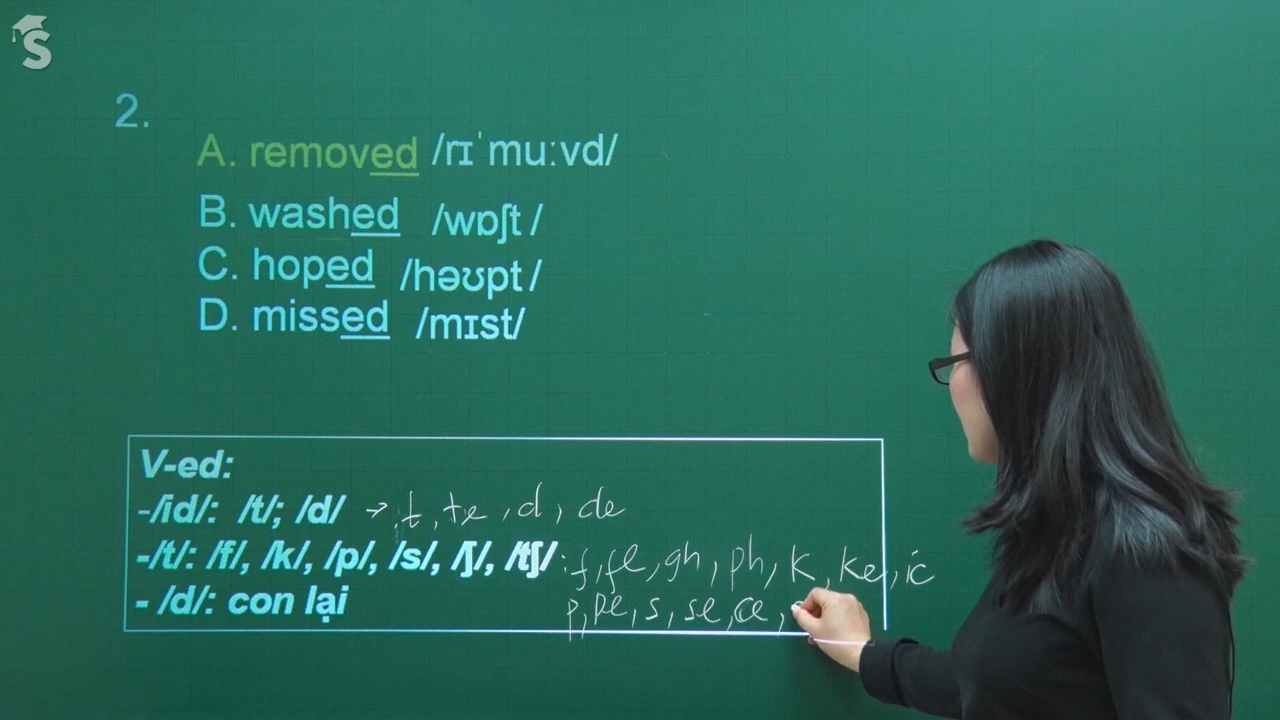 S
2.
A. removed /rɪˈmuːvd/
B. washed /wɒʃt /
C. hoped /həʊpt /
D. missed /mɪst/
V-ed:
-/id/: /t/; /d/ → t, te, d, de
-/t/: /f/, /k/, /p/, /s/, /ʃ/, /tʃ/ : f, fe, gh, ph, k, ke, ic
p, pe, s, se, ce,
- /d/: con lại